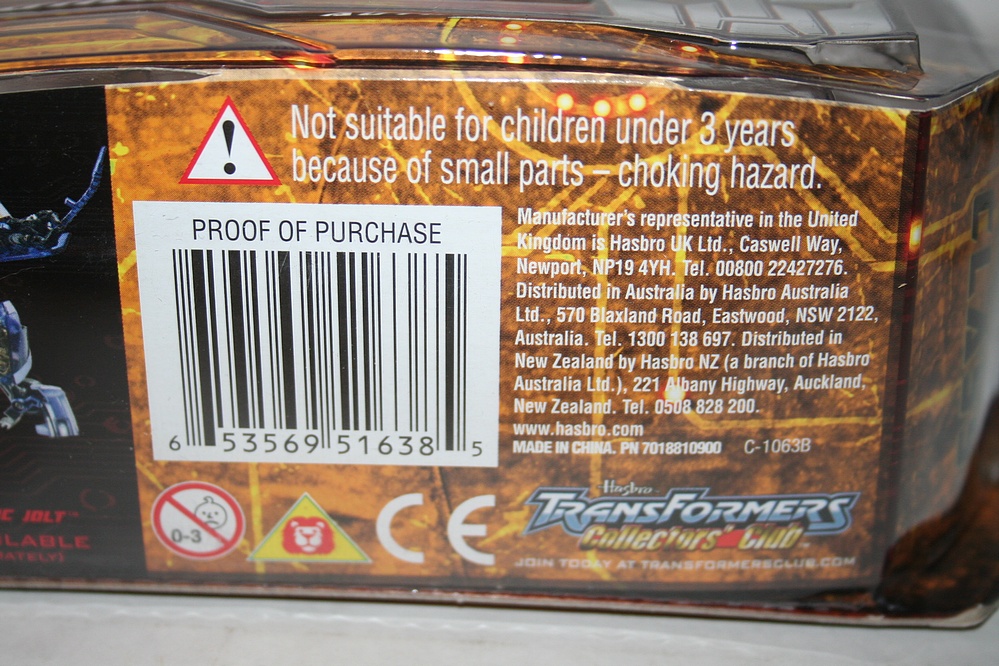 Not suitable for children under 3 years
because of small parts – choking hazard.
PROOF OF PURCHASE
6 53569 51638 5
Manufacturer's representative in the United
Kingdom is Hasbro UK Ltd., Caswell Way,
Newport, NP19 4YH. Tel. 00800 22427276.
Distributed in Australia by Hasbro Australia
Ltd., 570 Blaxland Road, Eastwood, NSW 2122,
Australia. Tel. 1300 138 697. Distributed in
New Zealand by Hasbro NZ (a branch of Hasbro
Australia Ltd.), 221 Albany Highway, Auckland,
New Zealand. Tel. 0508 828 200.
www.hasbro.com
MADE IN CHINA. PN 7018810900 C-1063B
JOLT™
0-3
CE
Hasbro
TRANSFORMERS
Collectors' Club™
JOIN TODAY AT TRANSFORMERSCLUB.COM